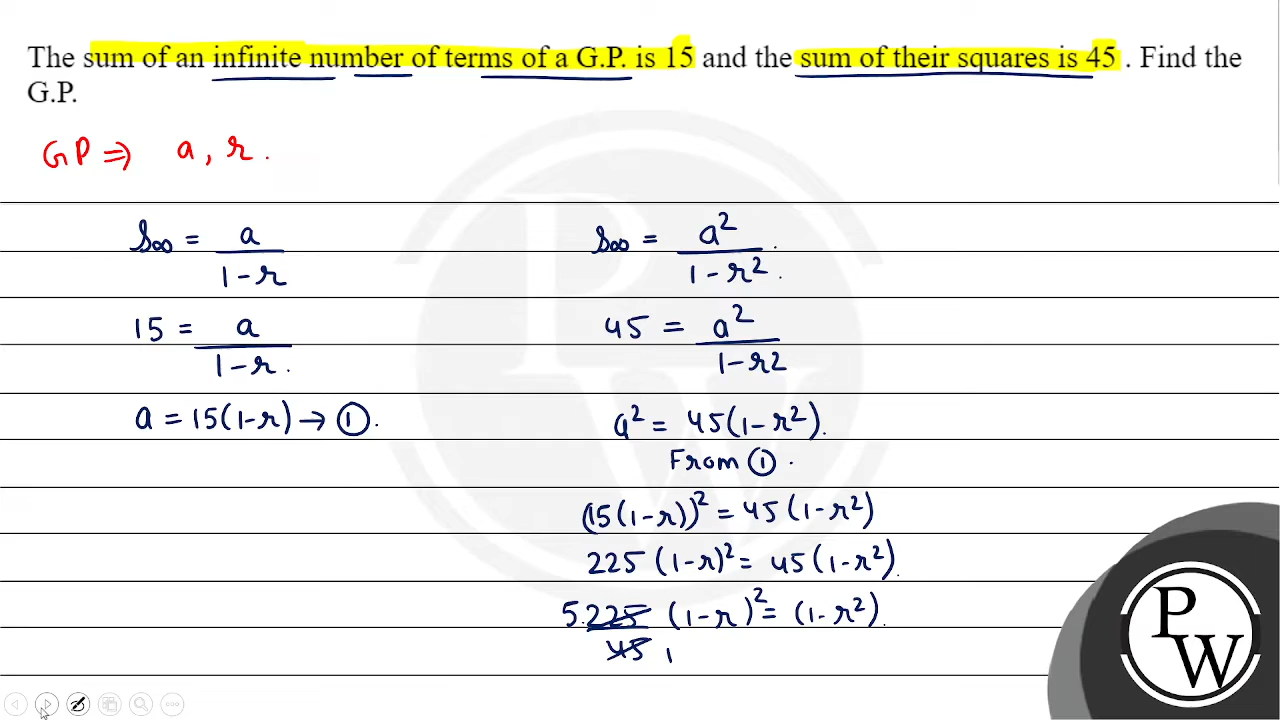 The sum of an infinite number of terms of a G.P. is 15 and the sum of their squares is 45 . Find the
G.P.
GP ⇒ a, r.
S∞ = a/(1-r)
15 = a/(1-r).
a = 15(1-r) → ①.
S∞ = a²/(1-r²).
45 = a²/(1-r2)
a² = 45(1-r²).
From ①.
(15(1-r))² = 45(1-r²)
225 (1-r)² = 45(1-r²).
5.225/45 1 (1-r)² = (1-r²).
PW
PW